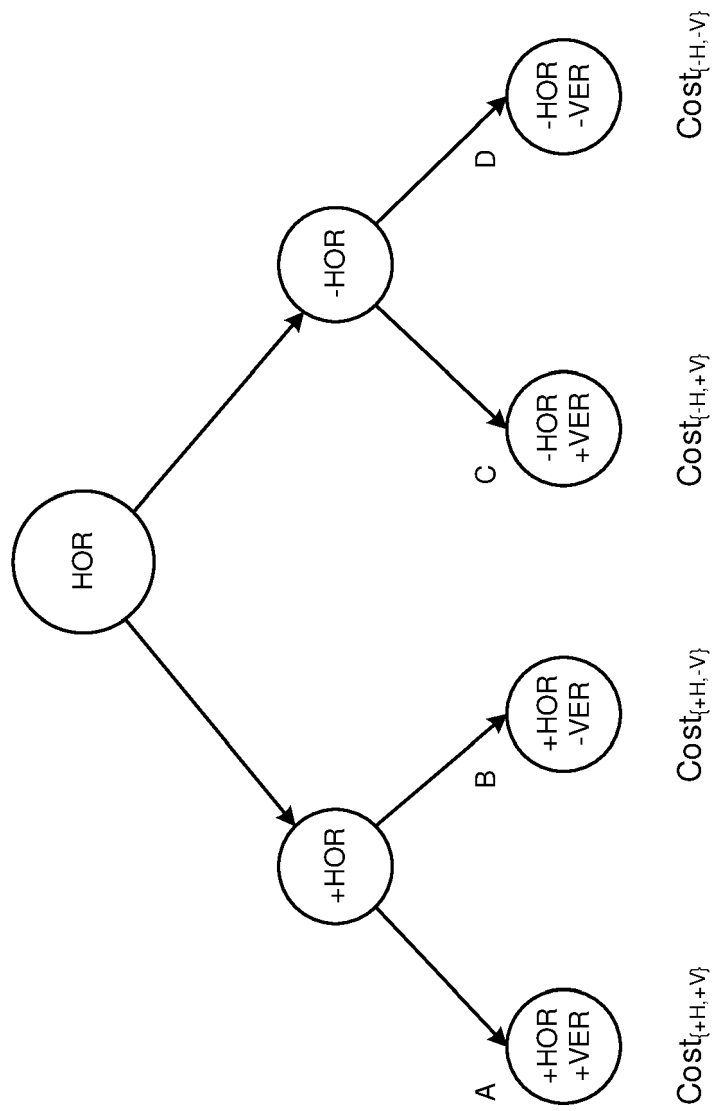 HOR
+HOR
-HOR
A
B
C
D
+HOR
+VER
+HOR
-VER
-HOR
+VER
-HOR
-VER
Cost{+H,+V}
Cost{+H,-V}
Cost{-H,+V}
Cost{-H,-V}